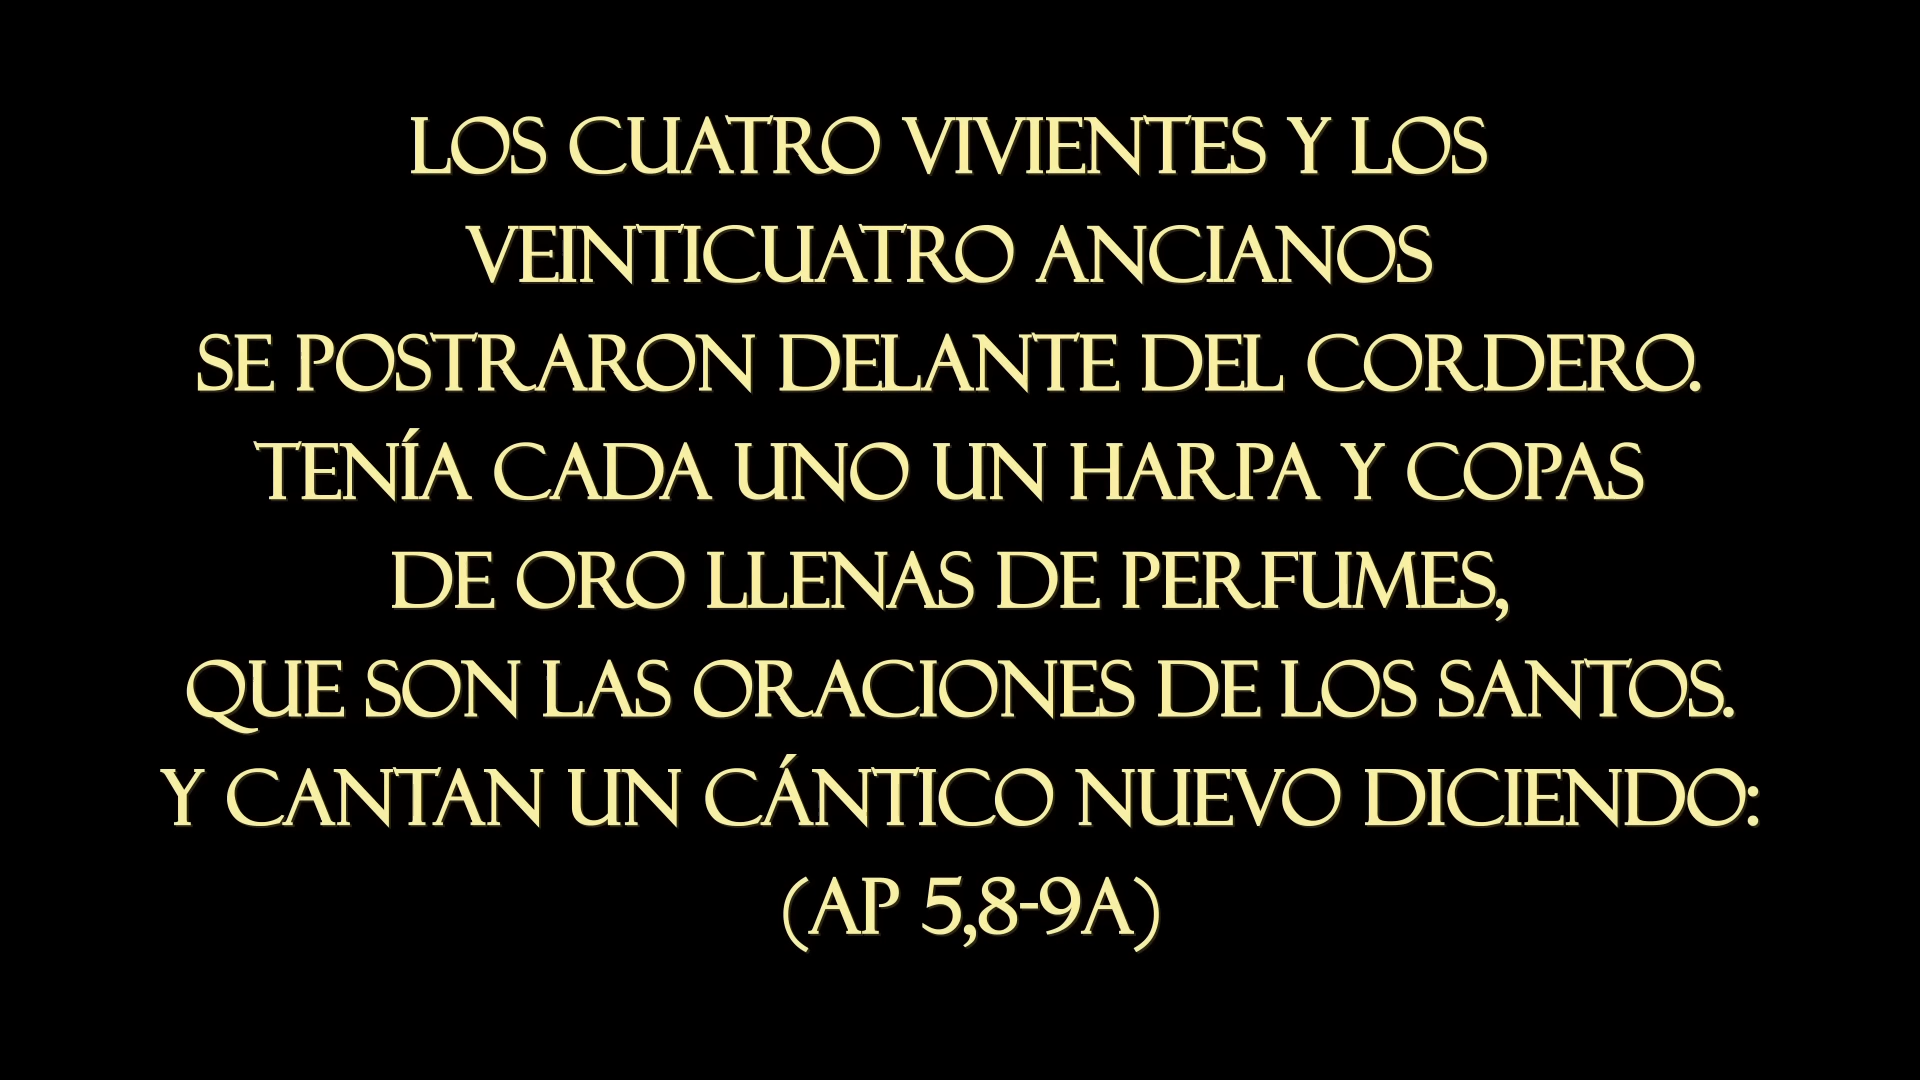 LOS CUATRO VIVIENTES Y LOS
VEINTICUATRO ANCIANOS
SE POSTRARON DELANTE DEL CORDERO.
TENÍA CADA UNO UN HARPA Y COPAS
DE ORO LLENAS DE PERFUMES,
QUE SON LAS ORACIONES DE LOS SANTOS.
Y CANTAN UN CÁNTICO NUEVO DICIENDO:
(AP 5,8-9A)